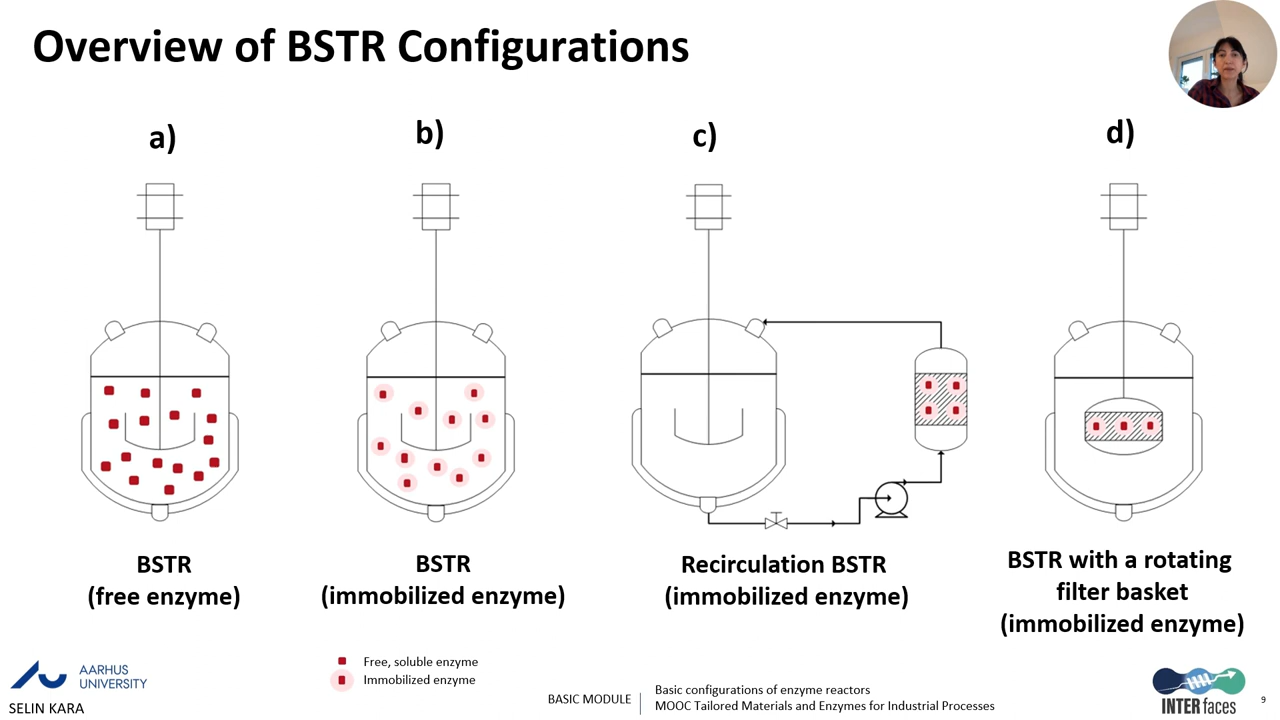 Overview of BSTR Configurations
a)
b)
c)
d)
BSTR
(free enzyme)
BSTR
(immobilized enzyme)
Recirculation BSTR
(immobilized enzyme)
BSTR with a rotating
filter basket
(immobilized enzyme)
Free, soluble enzyme
Immobilized enzyme
AARHUS
UNIVERSITY
SELIN KARA
BASIC MODULE
Basic configurations of enzyme reactors
MOOC Tailored Materials and Enzymes for Industrial Processes
INTERfaces
9